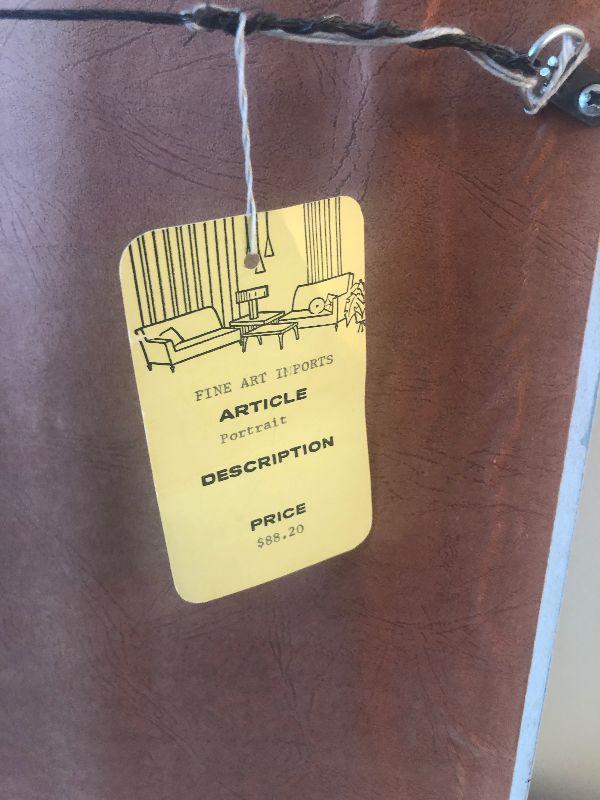 FINE ART IMPORTS
ARTICLE
Portrait
DESCRIPTION
PRICE
$88.20